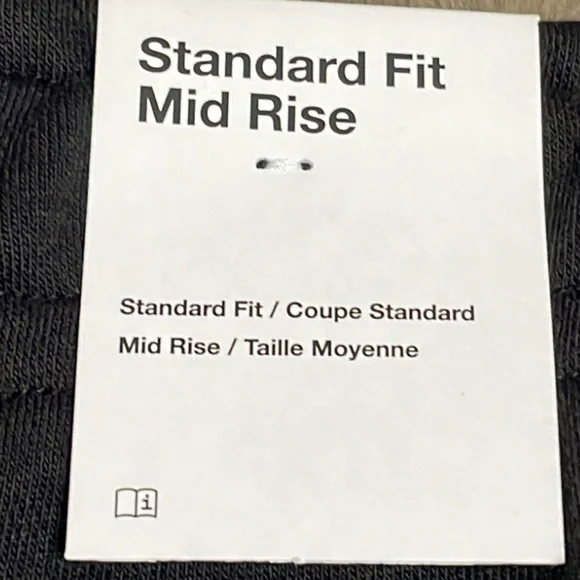 Standard Fit
Mid Rise
Standard Fit / Coupe Standard
Mid Rise / Taille Moyenne
i